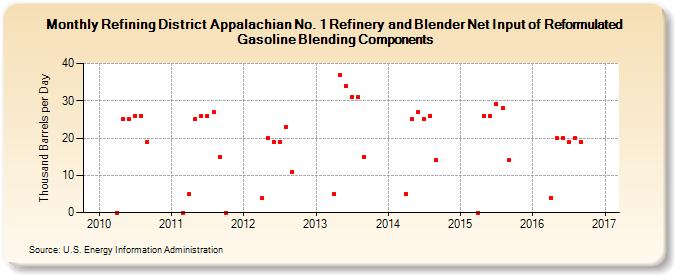 Monthly Refining District Appalachian No. 1 Refinery and Blender Net Input of Reformulated
Gasoline Blending Components
Thousand Barrels per Day
40
30
20
10
0
2010 2011 2012 2013 2014 2015 2016 2017
Source: U.S. Energy Information Administration